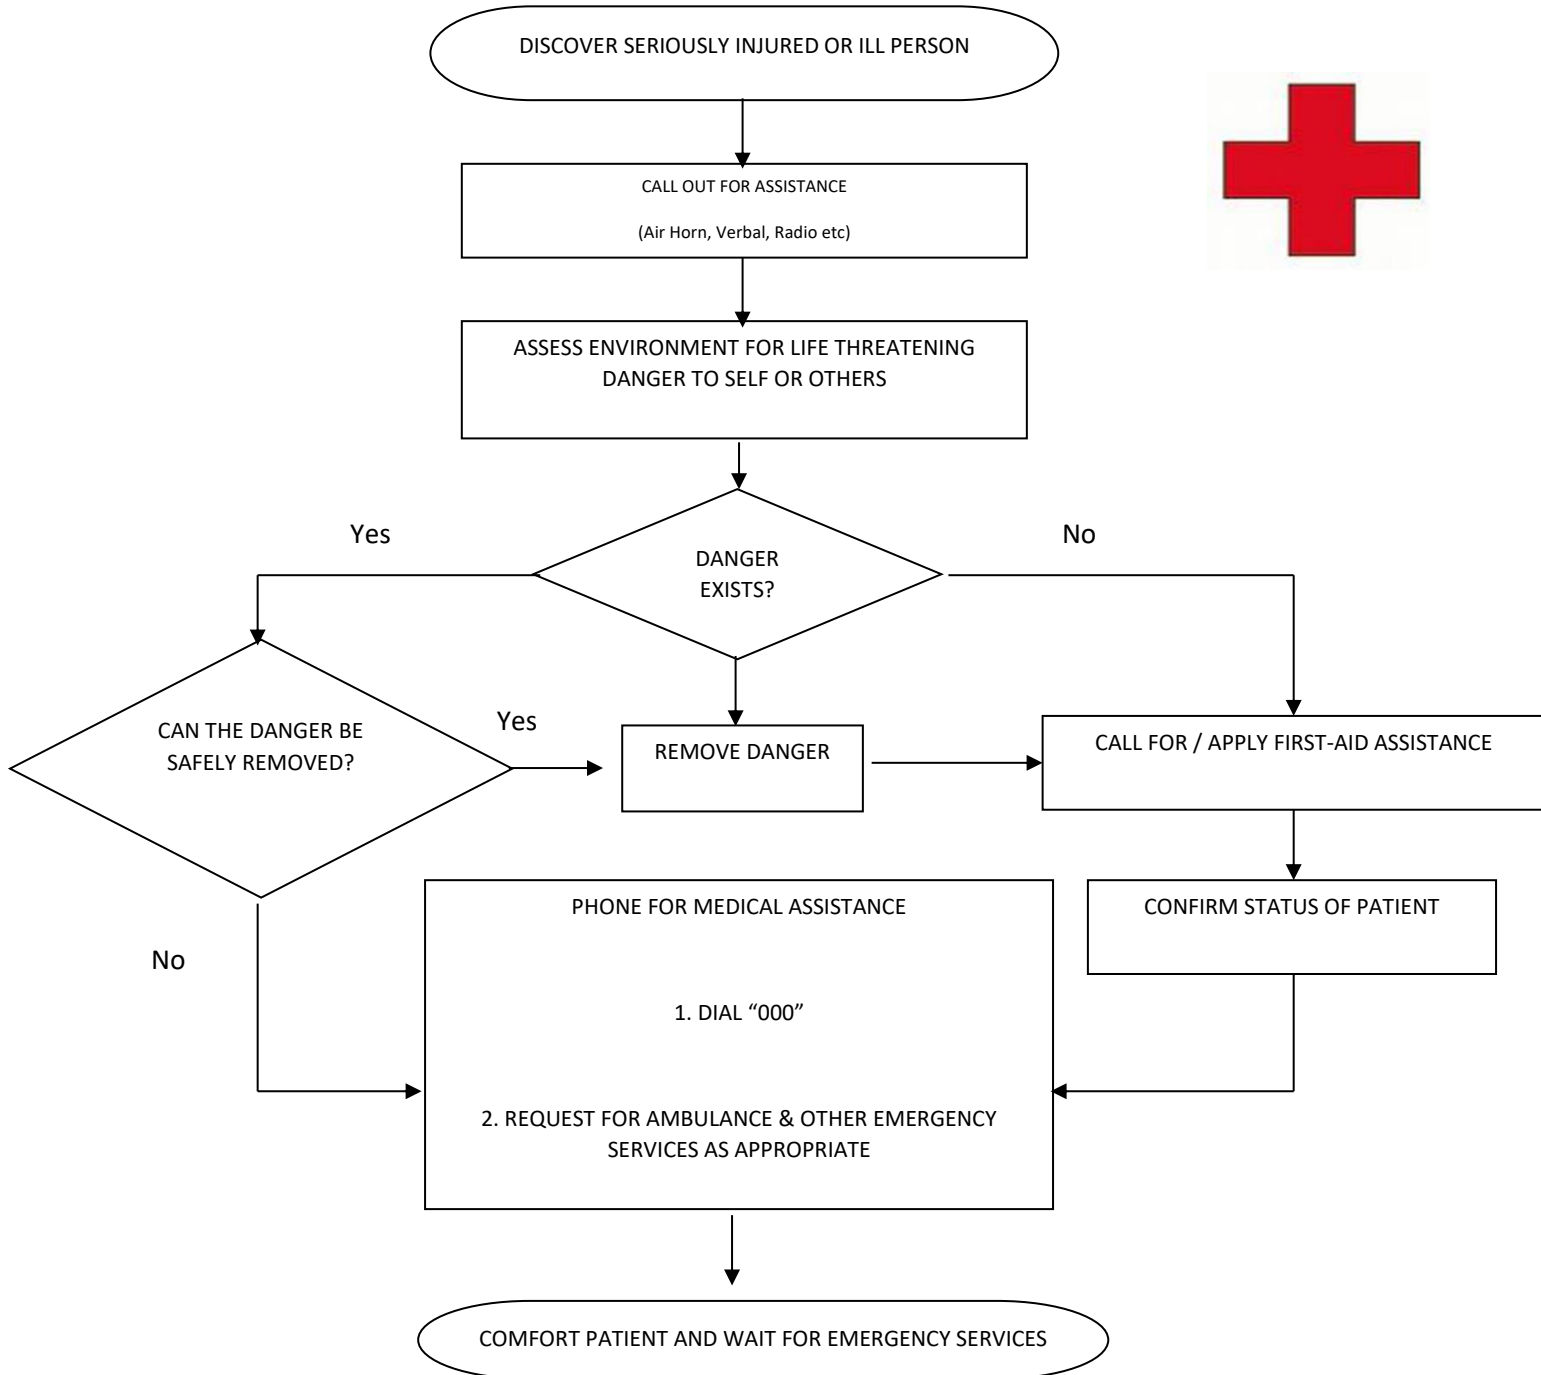 DISCOVER SERIOUSLY INJURED OR ILL PERSON
CALL OUT FOR ASSISTANCE
(Air Horn, Verbal, Radio etc)
ASSESS ENVIRONMENT FOR LIFE THREATENING
DANGER TO SELF OR OTHERS
Yes
No
DANGER
EXISTS?
CAN THE DANGER BE
SAFELY REMOVED?
Yes
REMOVE DANGER
CALL FOR / APPLY FIRST-AID ASSISTANCE
No
PHONE FOR MEDICAL ASSISTANCE
1. DIAL “000”
2. REQUEST FOR AMBULANCE & OTHER EMERGENCY
SERVICES AS APPROPRIATE
CONFIRM STATUS OF PATIENT
COMFORT PATIENT AND WAIT FOR EMERGENCY SERVICES